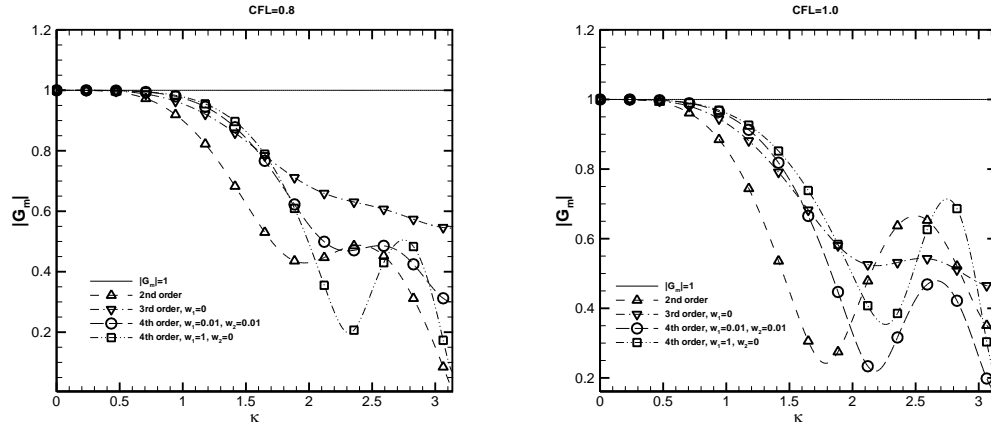 CFL=0.8
|Gₘ|
1.2
1
0.8
0.6
0.4
0.2
|Gₘ|=1
2nd order
3rd order, w₁=0
4th order, w₁=0.01, w₂=0.01
4th order, w₁=1, w₂=0
0 0.5 1 1.5 2 2.5 3
κ
CFL=1.0
|Gₘ|
1.2
1
0.8
0.6
0.4
0.2
|Gₘ|=1
2nd order
3rd order, w₁=0
4th order, w₁=0.01, w₂=0.01
4th order, w₁=1, w₂=0
0 0.5 1 1.5 2 2.5 3
κ